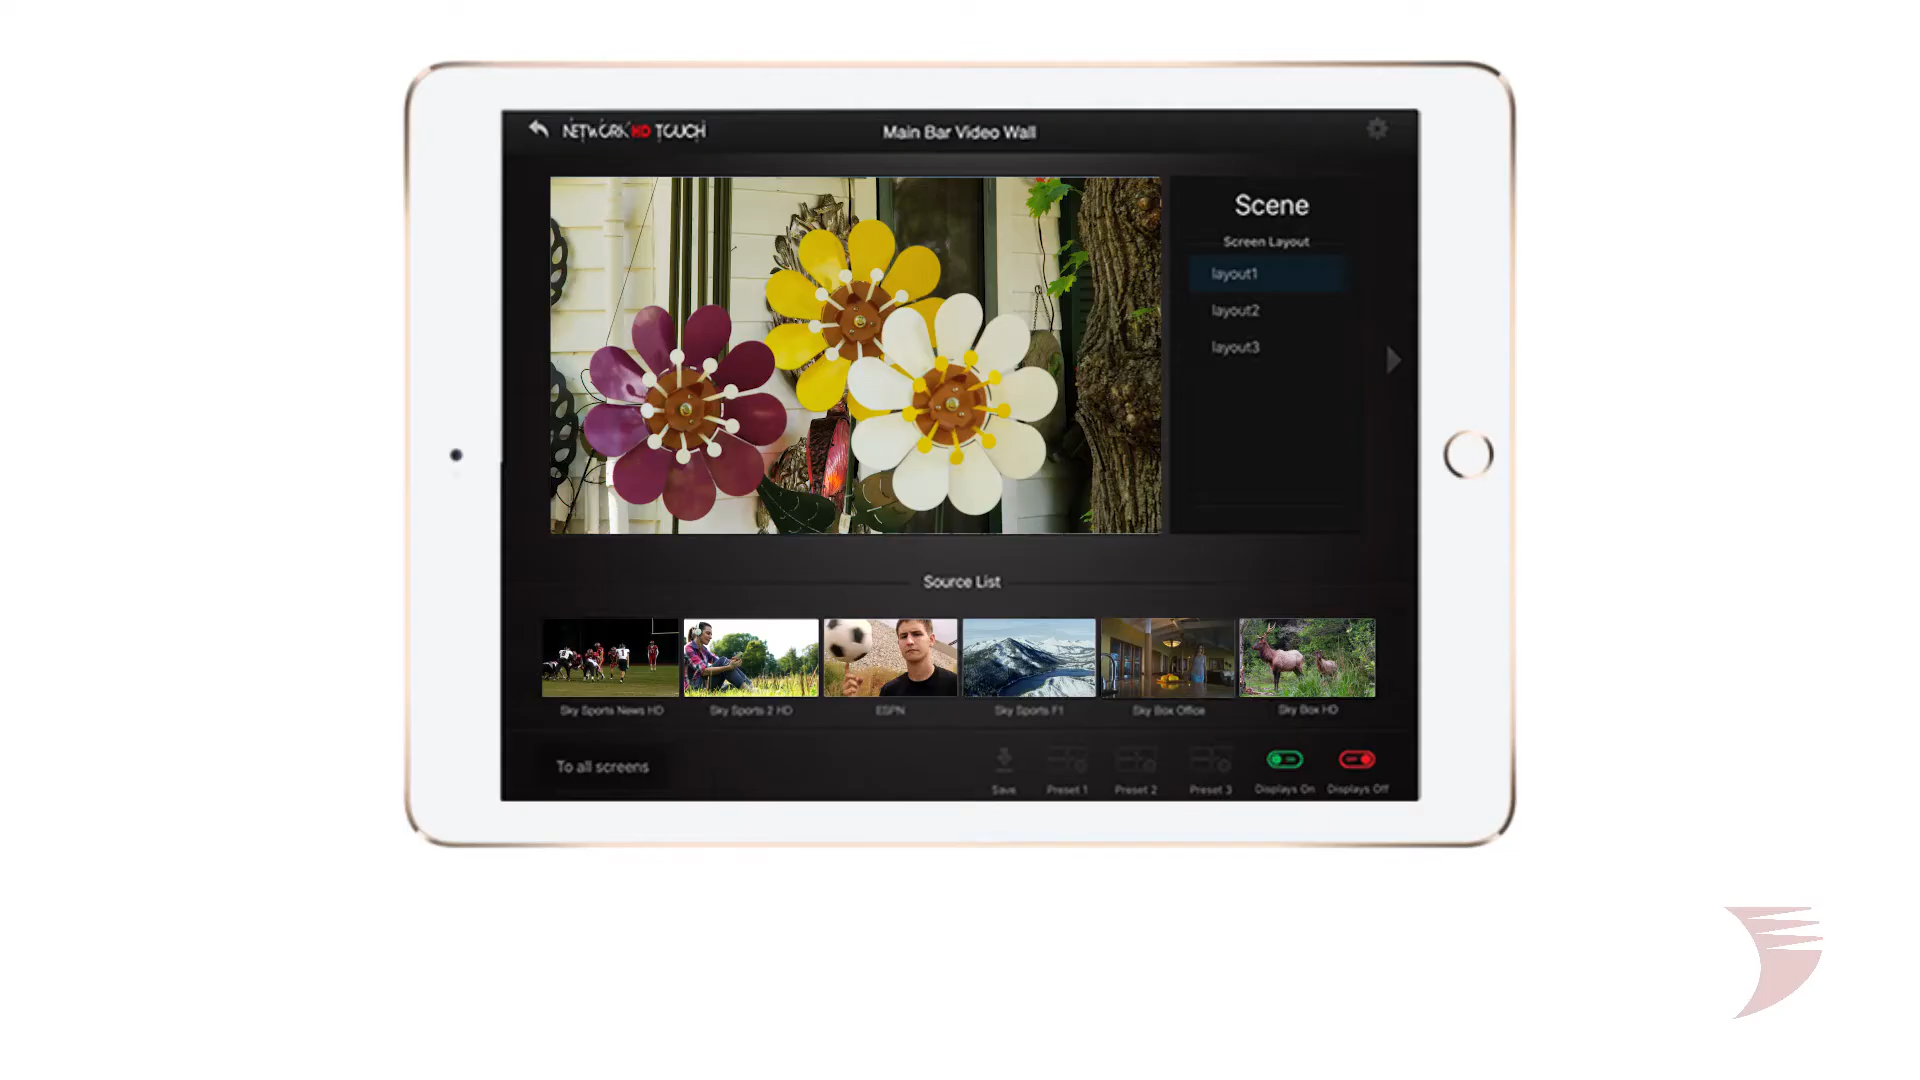 NETWORK HD TOUCH
Main Bar Video Wall
Scene
Screen Layout
layout1
layout2
layout3
Source List
Sky Sports News HD
Sky Sports 2 HD
ESPN
Sky Sports F1
Sky Box Office
Sky Box HD
To all screens
Save
Preset 1
Preset 2
Preset 3
Displays On
Displays Off